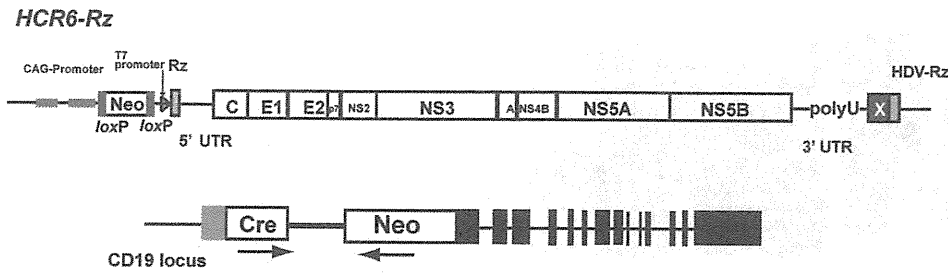 HCR6-Rz
CAG-Promoter
T7
promoter Rz
HDV-Rz
Neo
C E1 E2 p7 NS2 NS3 A NS4B NS5A NS5B
polyU
X
loxP loxP
5' UTR
3' UTR
Cre
Neo
CD19 locus